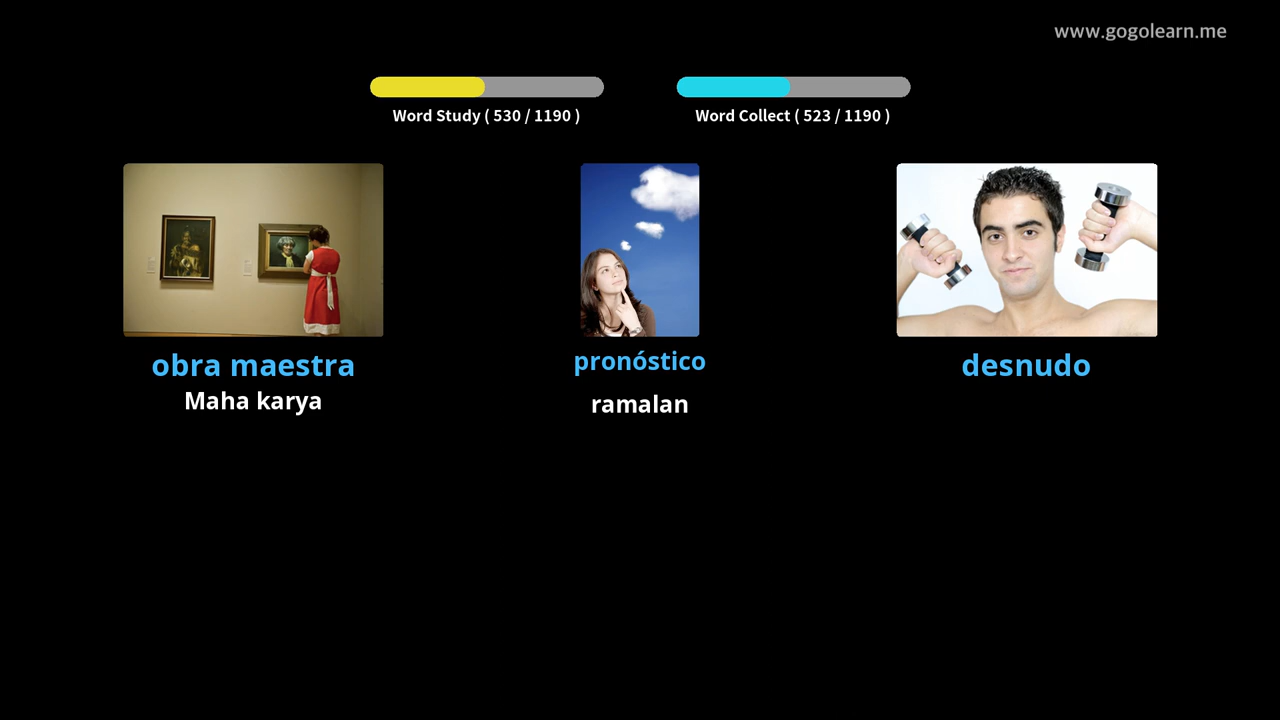 www.gogolearn.me
Word Study ( 530 / 1190 )
Word Collect ( 523 / 1190 )
obra maestra
Maha karya
pronóstico
ramalan
desnudo